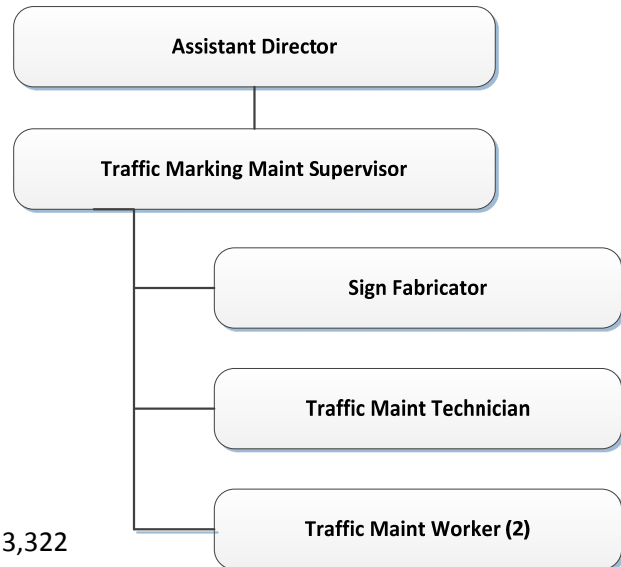 Assistant Director
Traffic Marking Maint Supervisor
Sign Fabricator
Traffic Maint Technician
Traffic Maint Worker (2)
3,322